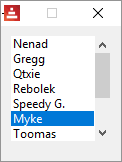 Nenad
Gregg
Qtxie
Rebolek
Speedy G.
Myke
Toomas